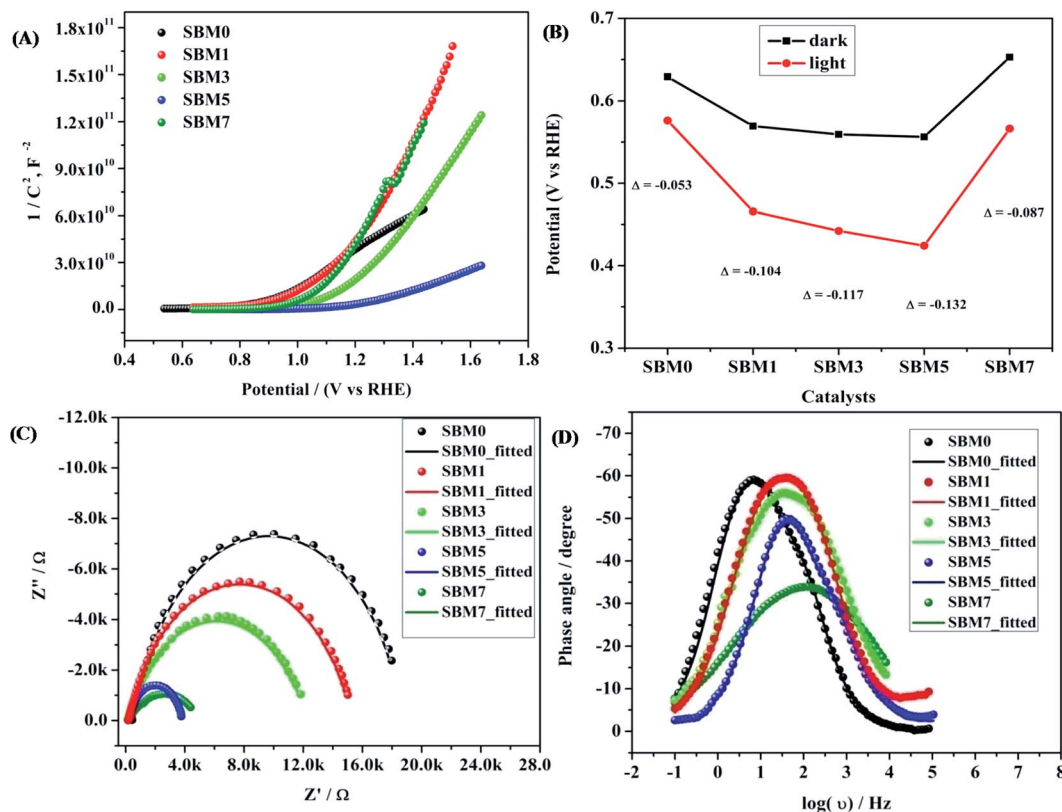 (A)
SBM0
SBM1
SBM3
SBM5
SBM7
1.8x10^11
1.5x10^11
1.2x10^11
9.0x10^10
6.0x10^10
3.0x10^10
0.0
1 / C^2, F^-2
0.4 0.6 0.8 1.0 1.2 1.4 1.6 1.8
Potential / (V vs RHE)
(B)
dark
light
0.7
0.6
0.5
0.4
0.3
Potential (V vs RHE)
Δ = -0.053
Δ = -0.104
Δ = -0.117
Δ = -0.132
Δ = -0.087
SBM0 SBM1 SBM3 SBM5 SBM7
Catalysts
(C)
SBM0
SBM0_fitted
SBM1
SBM1_fitted
SBM3
SBM3_fitted
SBM5
SBM5_fitted
SBM7
SBM7_fitted
-12.0k
-10.0k
-8.0k
-6.0k
-4.0k
-2.0k
-0.0
Z'' / Ω
0.0 4.0k 8.0k 12.0k 16.0k 20.0k 24.0k 28.0k
Z' / Ω
(D)
SBM0
SBM0_fitted
SBM1
SBM1_fitted
SBM3
SBM3_fitted
SBM5
SBM5_fitted
SBM7
SBM7_fitted
-70
-60
-50
-40
-30
-20
-10
0
Phase angle / degree
-2 -1 0 1 2 3 4 5 6 7 8
log( υ) / Hz